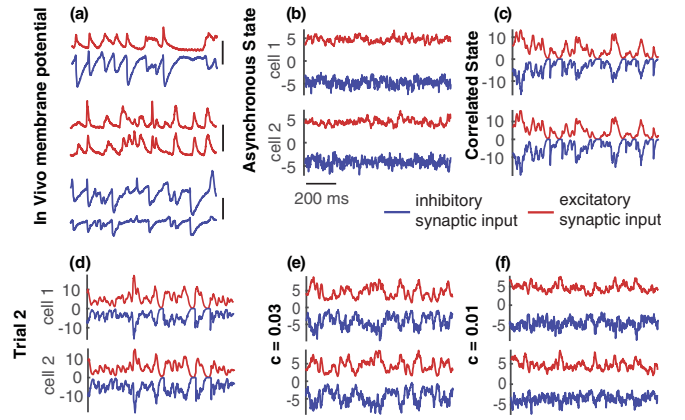 (a)
In Vivo membrane potential
(b)
Asynchronous State
cell 1
5
0
-5
cell 2
5
0
-5
200 ms
(c)
Correlated State
10
0
-10
10
0
-10
inhibitory
synaptic input
excitatory
synaptic input
(d)
Trial 2
cell 1
10
0
-10
cell 2
10
0
-10
(e)
c = 0.03
5
0
-5
5
0
-5
(f)
c = 0.01
5
0
-5
5
0
-5